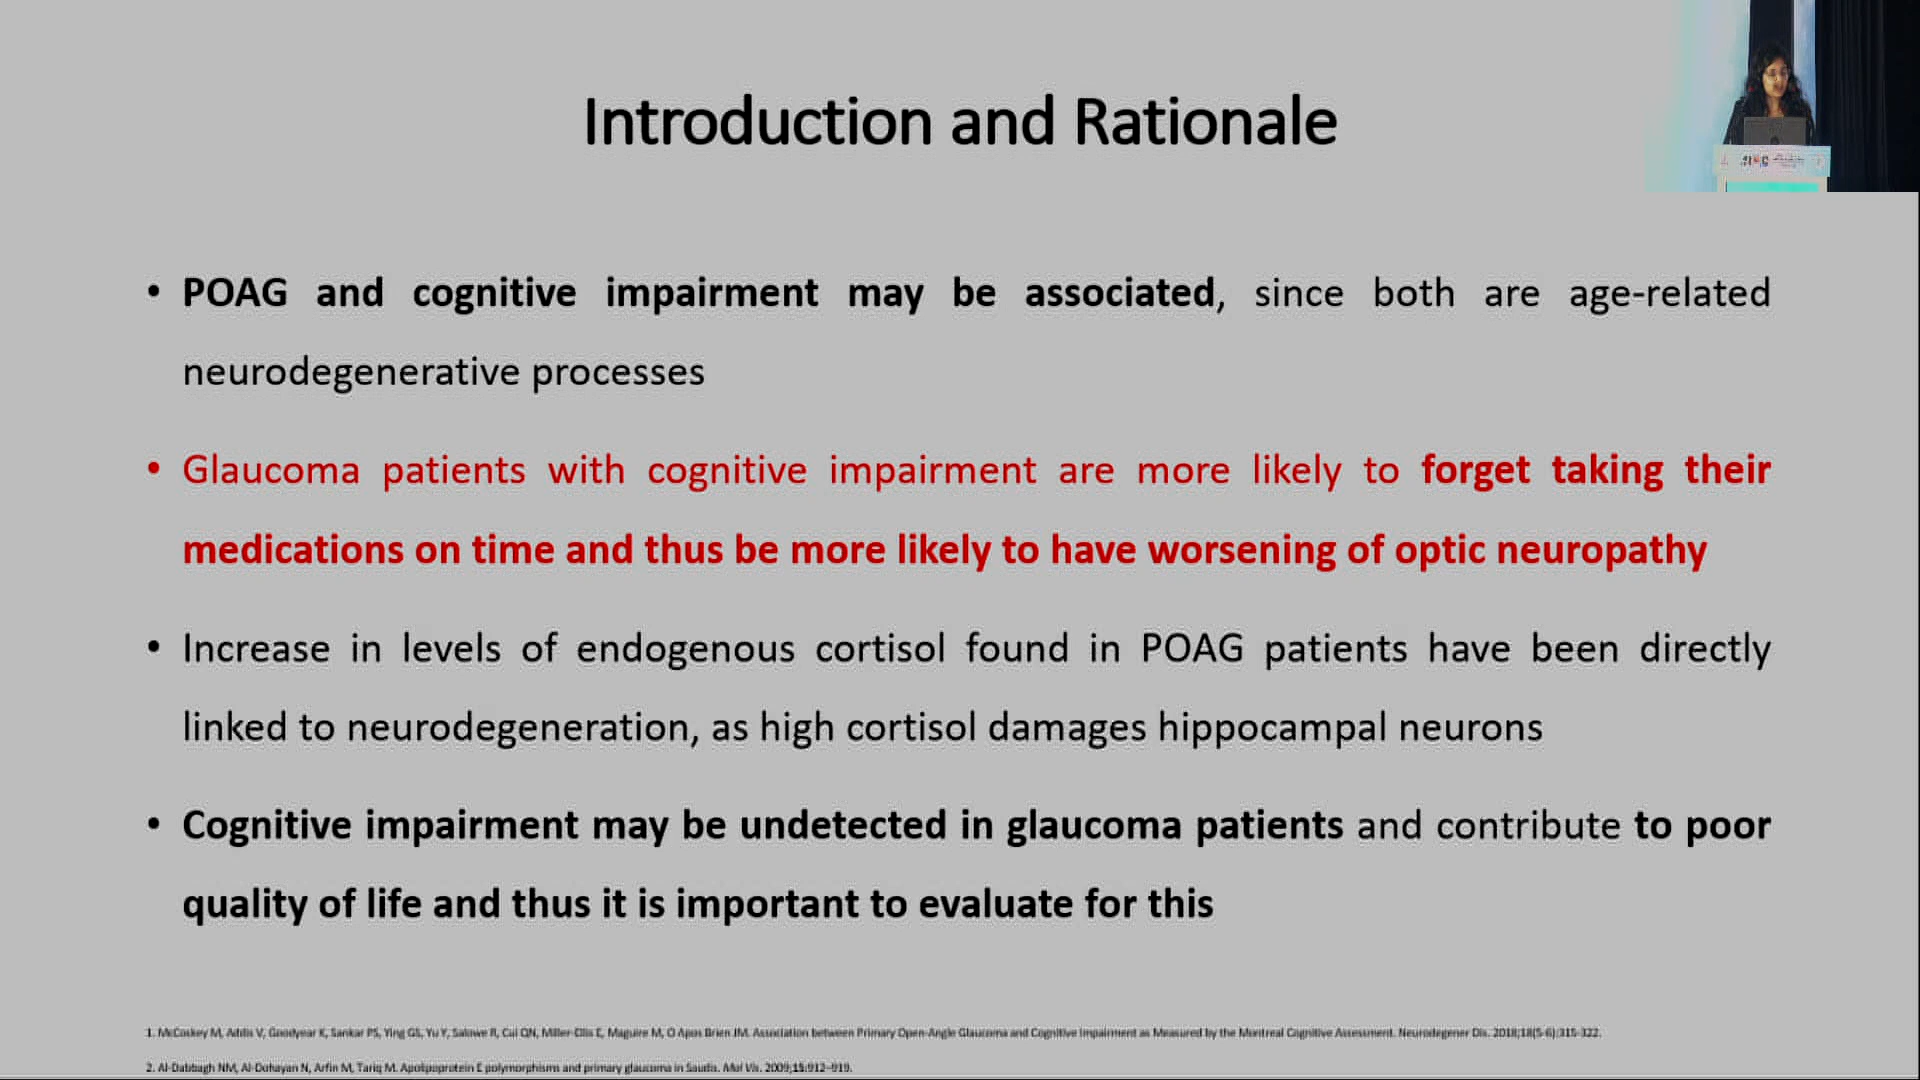 Introduction and Rationale
• POAG and cognitive impairment may be associated, since both are age-related
neurodegenerative processes
• Glaucoma patients with cognitive impairment are more likely to forget taking their
medications on time and thus be more likely to have worsening of optic neuropathy
• Increase in levels of endogenous cortisol found in POAG patients have been directly
linked to neurodegeneration, as high cortisol damages hippocampal neurons
• Cognitive impairment may be undetected in glaucoma patients and contribute to poor
quality of life and thus it is important to evaluate for this
1. McCoskey M, Addis V, Goodyear K, Sankar PS, Ying GS, Yu Y, Salowe R, Cui QN, Miller-Ellis E, Maguire M, O Apos Brien JM. Association between Primary Open-Angle Glaucoma and Cognitive Impairment as Measured by the Montreal Cognitive Assessment. Neurodegener Dis. 2018;18(5-6):315-322.
2. Al-Dabbagh NM, Al-Dohayan N, Arfin M, Tariq M. Apolipoprotein E polymorphisms and primary glaucoma in Saudis. Mol Vis. 2009;15:912–919.